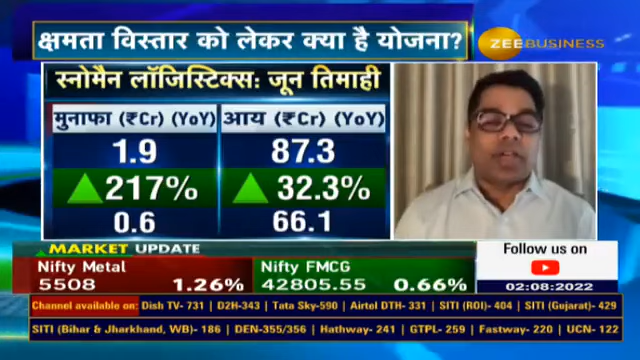 क्षमता विस्तार को लेकर क्या है योजना?
ZEE BUSINESS
स्नोमैन लॉजिस्टिक्स: जून तिमाही
मुनाफा (₹Cr) (YoY) आय (₹Cr) (YoY)
1.9 87.3
217% 32.3%
0.6 66.1
MARKET UPDATE
Nifty Metal Nifty FMCG
5508 1.26% 42805.55 0.66%
Follow us on
02:08:2022
Channel available on: Dish TV- 731 | D2H-343 | Tata Sky-590 | Airtel DTH- 331 | SITI (ROI)- 404 | SITI (Gujarat)- 429
SITI (Bihar & Jharkhand, WB)- 186 | DEN-355/356 | Hathway- 241 | GTPL- 259 | Fastway- 220 | UCN- 122